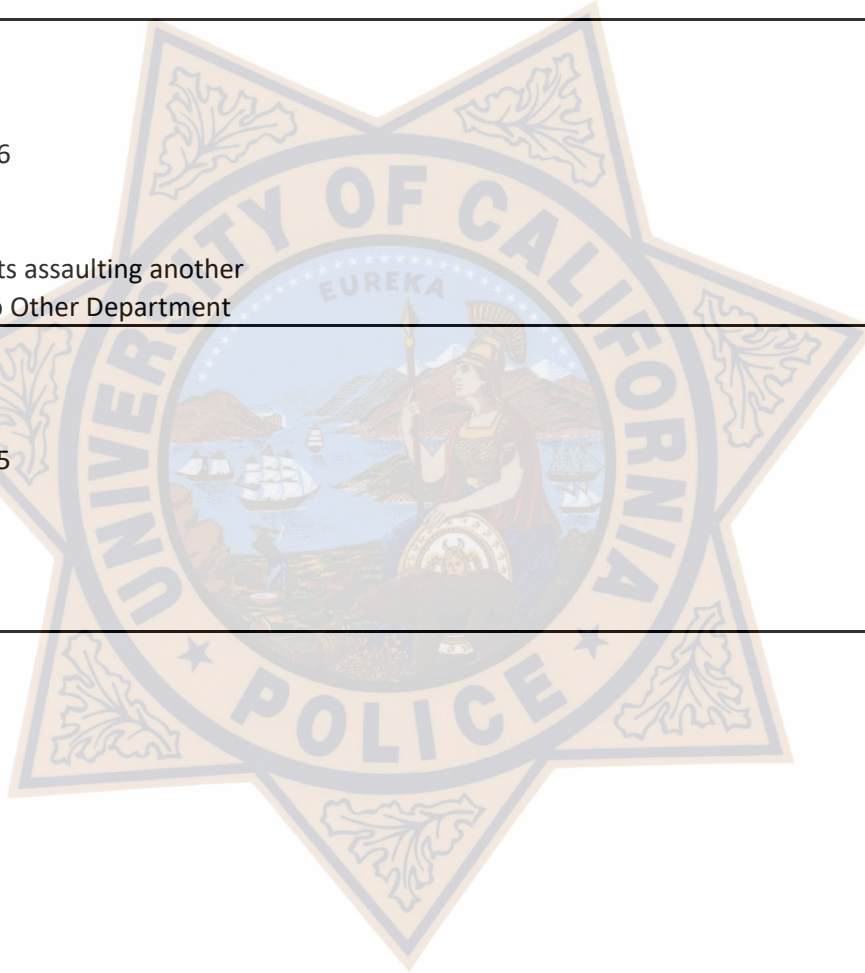 6
ts assaulting another
o Other Department
5
UNIVERSITY OF CALIFORNIA
EUREKA
POLICE